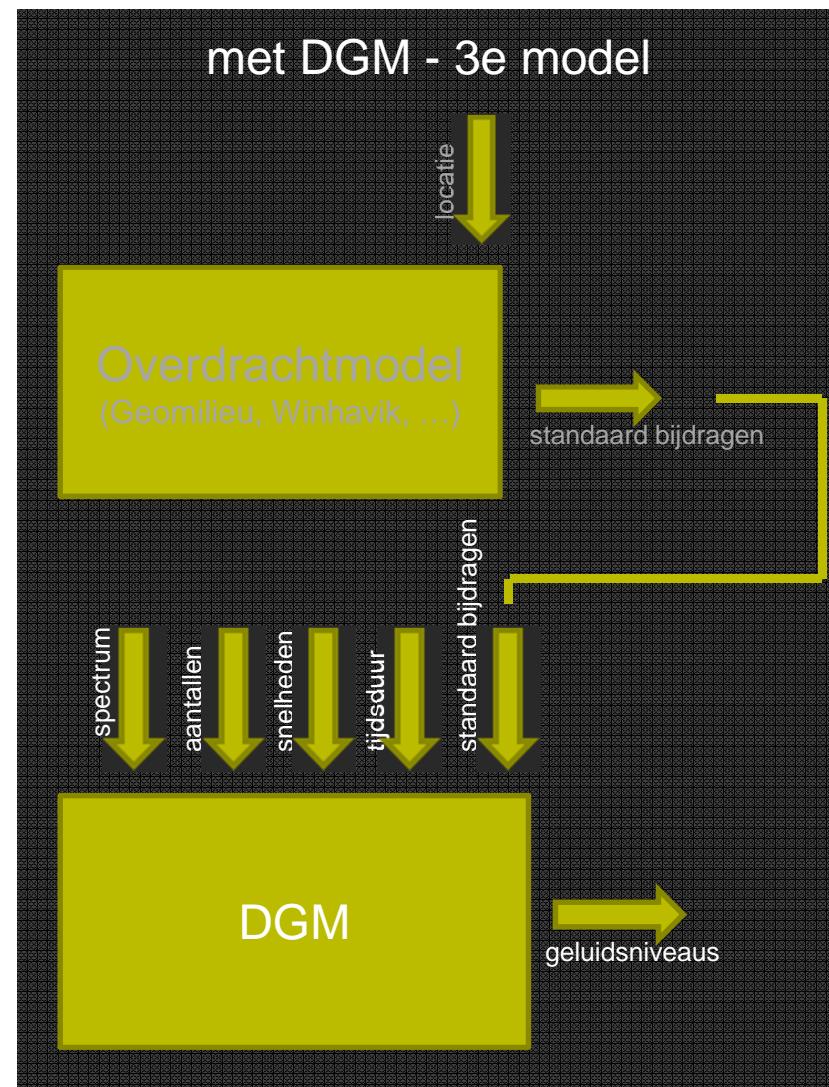 met DGM - 3e model
locatie
Overdrachtmodel
(Geomilieu, Winhavik, …)
standaard bijdragen
spectrum
aantallen
snelheden
tijdsduur
standaard bijdragen
DGM
geluidsniveaus